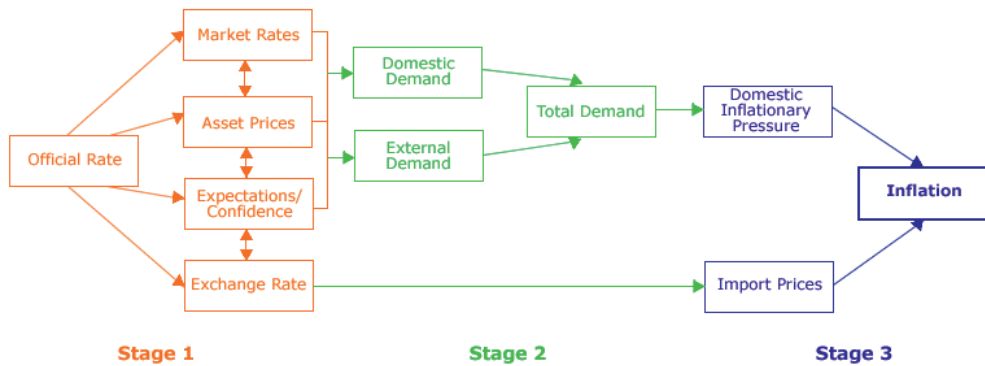 Market Rates
Domestic
Demand
Domestic
Inflationary
Pressure
Asset Prices
Total Demand
Official Rate
External
Demand
Expectations/
Confidence
Inflation
Exchange Rate
Import Prices
Stage 1
Stage 2
Stage 3